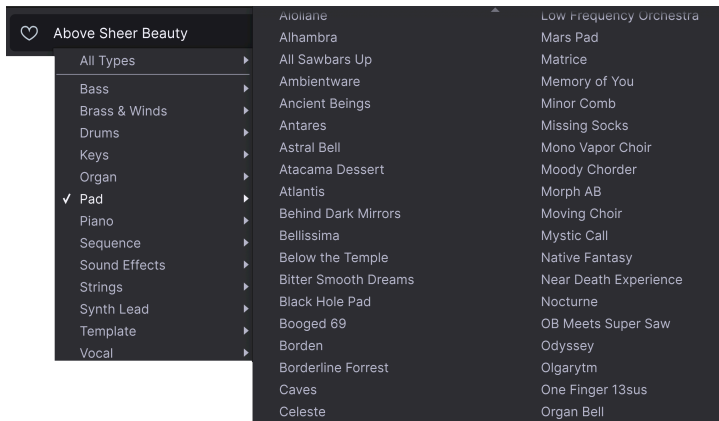 Above Sheer Beauty
All Types
Bass
Brass & Winds
Drums
Keys
Organ
Pad
Piano
Sequence
Sound Effects
Strings
Synth Lead
Template
Vocal
Aioliane
Alhambra
All Sawbars Up
Ambientware
Ancient Beings
Antares
Astral Bell
Atacama Dessert
Atlantis
Behind Dark Mirrors
Bellissima
Below the Temple
Bitter Smooth Dreams
Black Hole Pad
Booged 69
Borden
Borderline Forrest
Caves
Celeste
Low Frequency Orchestra
Mars Pad
Matrice
Memory of You
Minor Comb
Missing Socks
Mono Vapor Choir
Moody Chorder
Morph AB
Moving Choir
Mystic Call
Native Fantasy
Near Death Experience
Nocturne
OB Meets Super Saw
Odyssey
Olgarytm
One Finger 13sus
Organ Bell